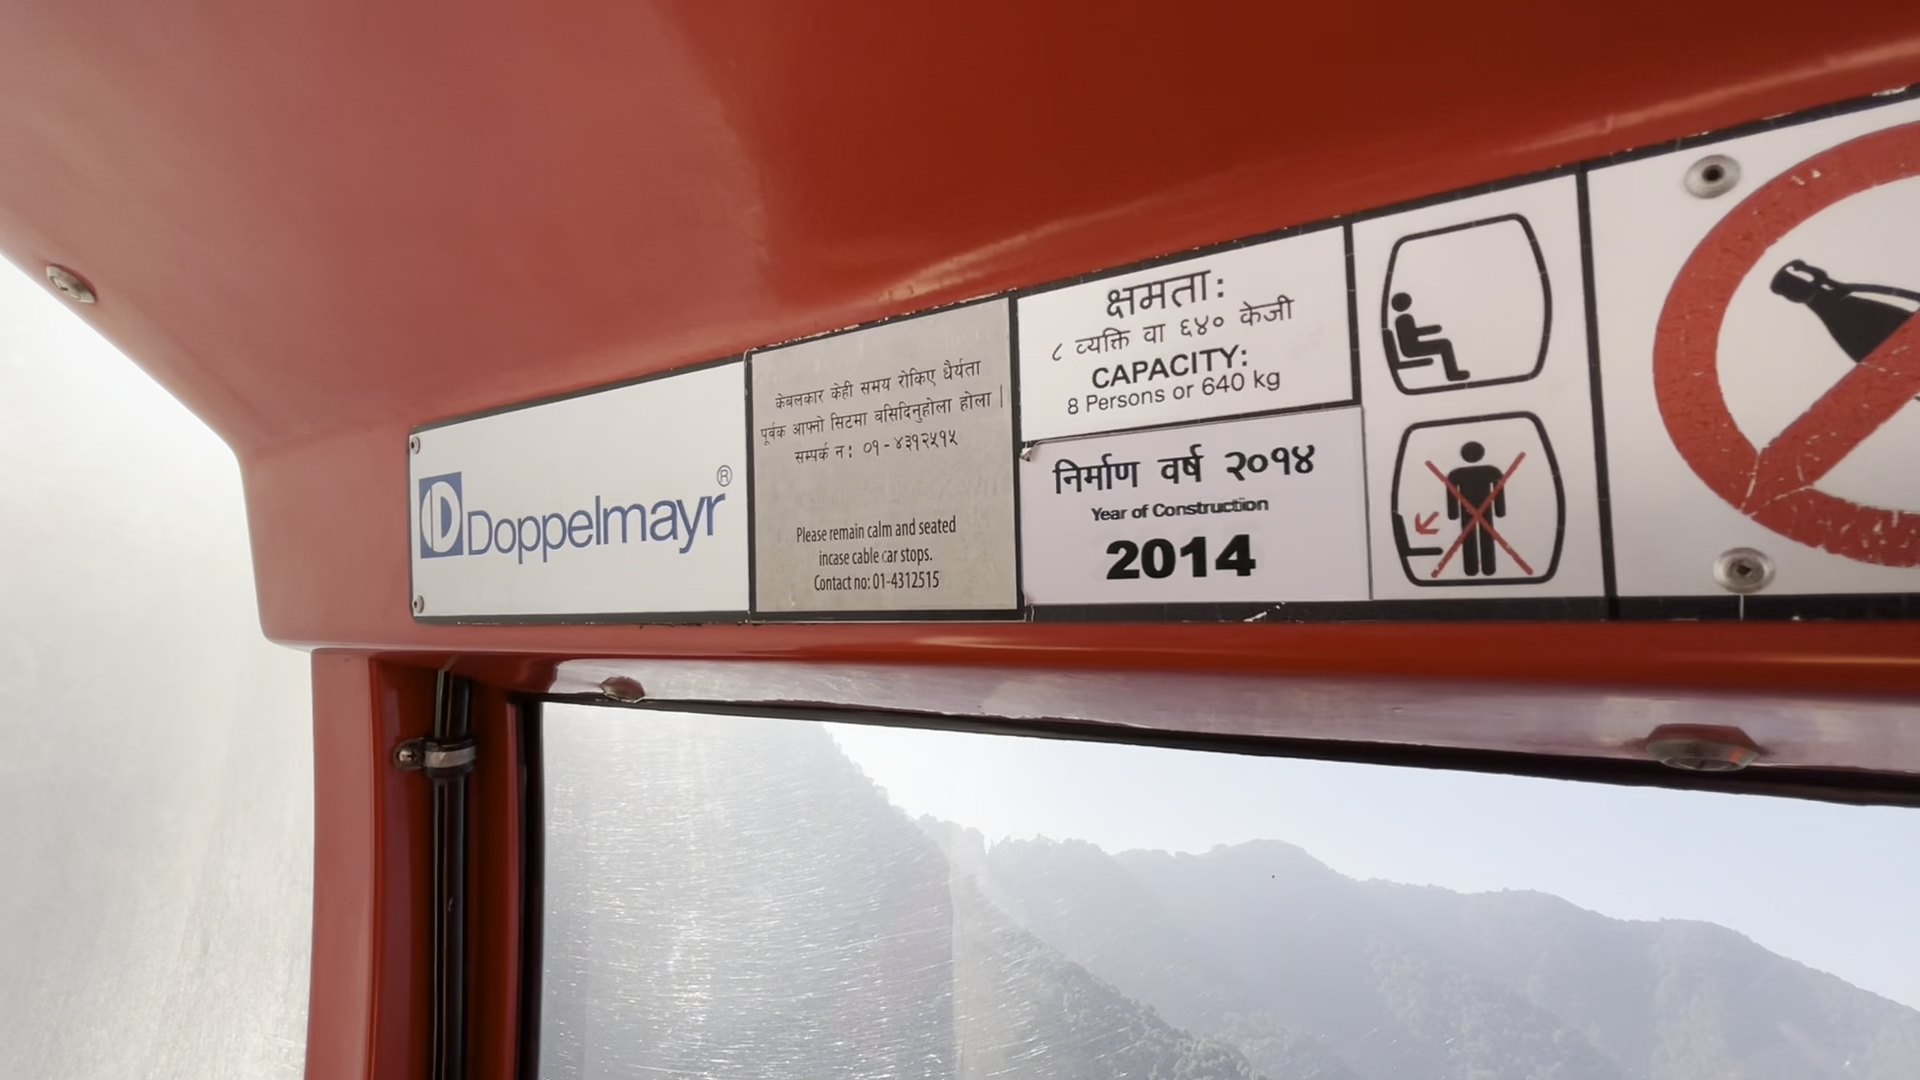 Doppelmayr®
केबलकार केही समय रोकिए धैर्यता
पूर्वक आफ्नो सिटमा बसिदिनुहोला होला |
सम्पर्क न: ०१-४३१२५१५
Please remain calm and seated
incase cable car stops.
Contact no: 01-4312515
क्षमता:
८ व्यक्ति वा ६४० केजी
CAPACITY:
8 Persons or 640 kg
निर्माण वर्ष २०१४
Year of Construction
2014